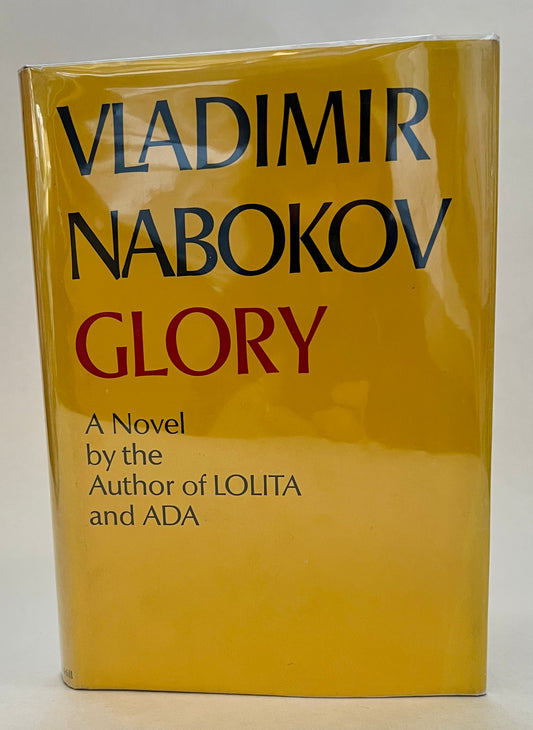 VLADIMIR
NABOKOV
GLORY
A Novel
by the
Author of LOLITA
and ADA